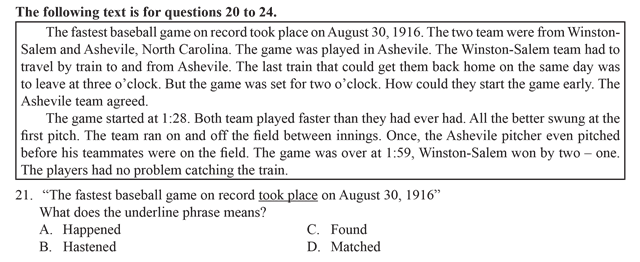 The following text is for questions 20 to 24.
The fastest baseball game on record took place on August 30, 1916. The two team were from Winston-
Salem and Ashevile, North Carolina. The game was played in Ashevile. The Winston-Salem team had to
travel by train to and from Ashevile. The last train that could get them back home on the same day was
to leave at three o’clock. But the game was set for two o’clock. How could they start the game early. The
Ashevile team agreed.
The game started at 1:28. Both team played faster than they had ever had. All the better swung at the
first pitch. The team ran on and off the field between innings. Once, the Ashevile pitcher even pitched
before his teammates were on the field. The game was over at 1:59, Winston-Salem won by two – one.
The players had no problem catching the train.
21. “The fastest baseball game on record took place on August 30, 1916”
What does the underline phrase means?
A. Happened
B. Hastened
C. Found
D. Matched